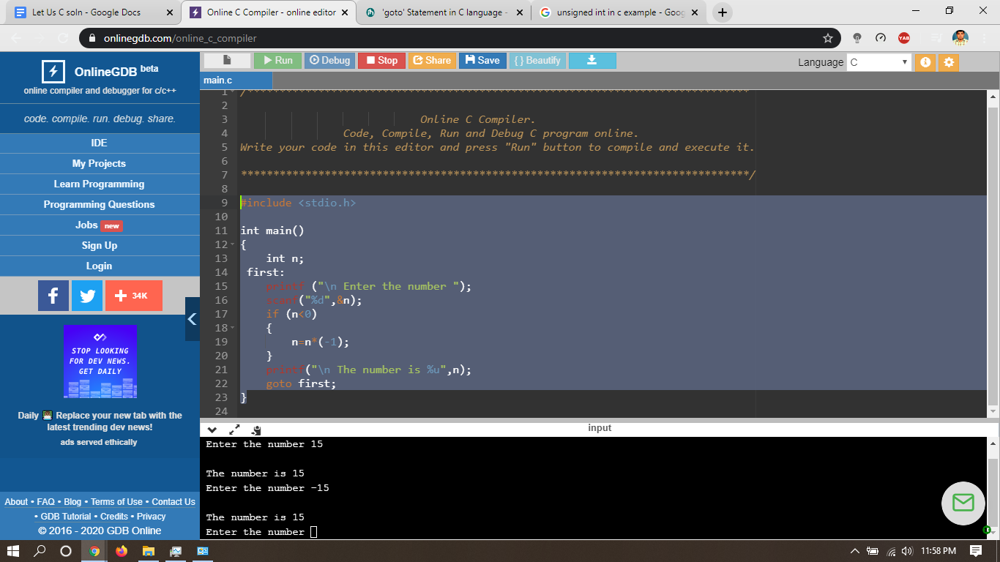 Let Us C soln - Google Docs
Online C Compiler - online editor
'goto' Statement in C language -
unsigned int in c example - Goog
onlinegdb.com/online_c_compiler
YAB
OnlineGDB beta
online compiler and debugger for c/c++
code. compile. run. debug. share.
IDE
My Projects
Learn Programming
Programming Questions
Jobs new
Sign Up
Login
34K
STOP LOOKING
FOR DEV NEWS.
GET DAILY
Daily Replace your new tab with the
latest trending dev news!
ads served ethically
About • FAQ • Blog • Terms of Use • Contact Us
• GDB Tutorial • Credits • Privacy
© 2016 - 2020 GDB Online
Run Debug Stop Share Save {} Beautify
Language C
main.c
1 /******************************************************************************
2
3 Online C Compiler.
4 Code, Compile, Run and Debug C program online.
5 Write your code in this editor and press "Run" button to compile and execute it.
6
7 *******************************************************************************/
8
9 #include <stdio.h>
10
11 int main()
12 {
13 int n;
14 first:
15 printf ("\n Enter the number ");
16 scanf("%d",&n);
17 if (n<0)
18 {
19 n=n*(-1);
20 }
21 printf("\n The number is %u",n);
22 goto first;
23 }
24
input
Enter the number 15
The number is 15
Enter the number -15
The number is 15
Enter the number
11:58 PM